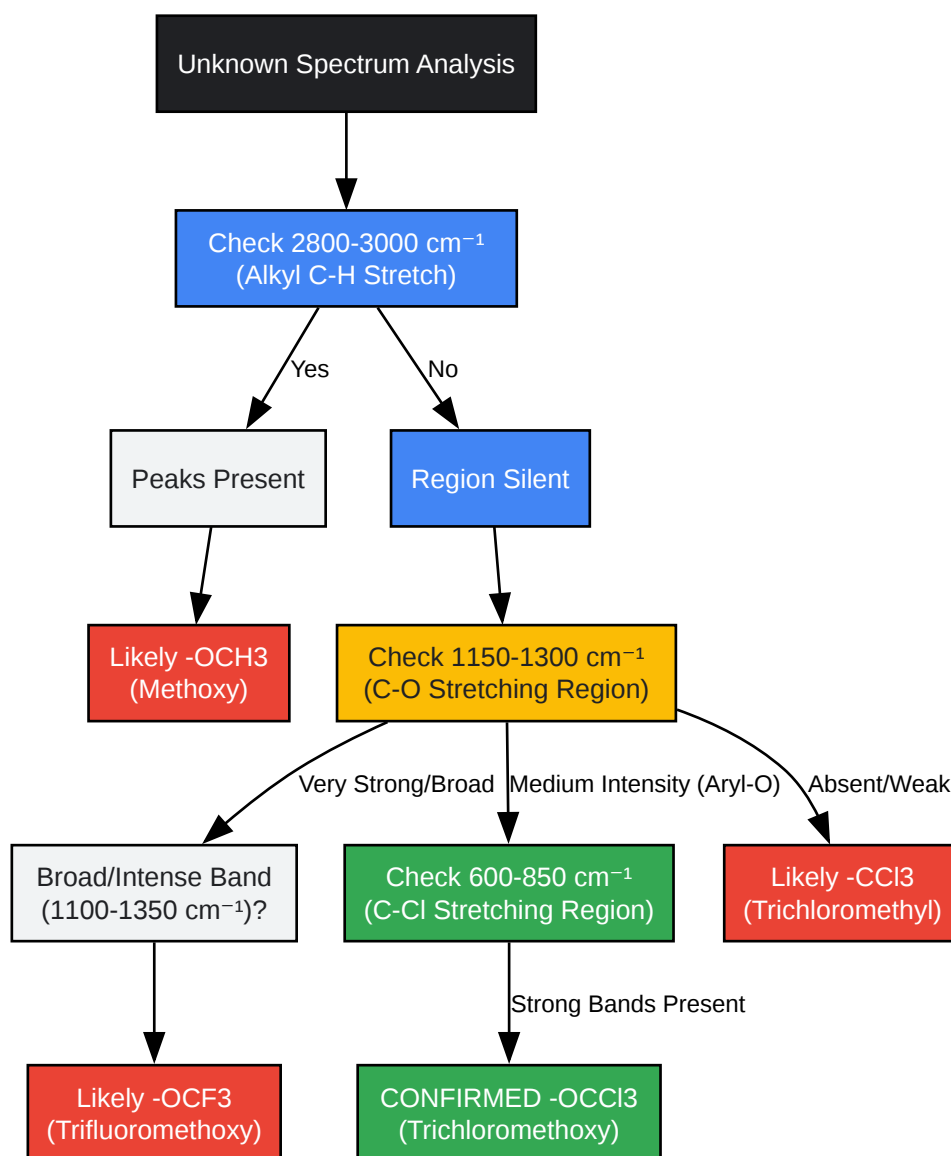 Unknown Spectrum Analysis
Check 2800-3000 cm⁻¹
(Alkyl C-H Stretch)
Yes
No
Peaks Present
Region Silent
Likely -OCH3
(Methoxy)
Check 1150-1300 cm⁻¹
(C-O Stretching Region)
Very Strong/Broad
Medium Intensity (Aryl-O)
Absent/Weak
Broad/Intense Band
(1100-1350 cm⁻¹)?
Check 600-850 cm⁻¹
(C-Cl Stretching Region)
Likely -CCl3
(Trichloromethyl)
Strong Bands Present
Likely -OCF3
(Trifluoromethoxy)
CONFIRMED -OCCl3
(Trichloromethoxy)